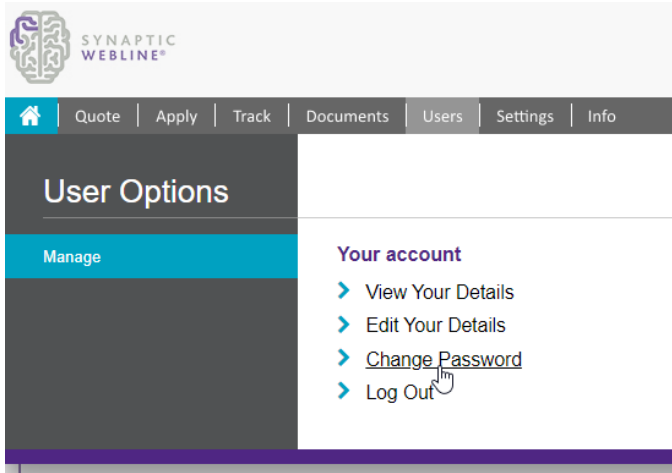 SYNAPTIC
WEBLINE®
Quote Apply Track Documents Users Settings Info
User Options
Manage
Your account
View Your Details
Edit Your Details
Change Password
Log Out